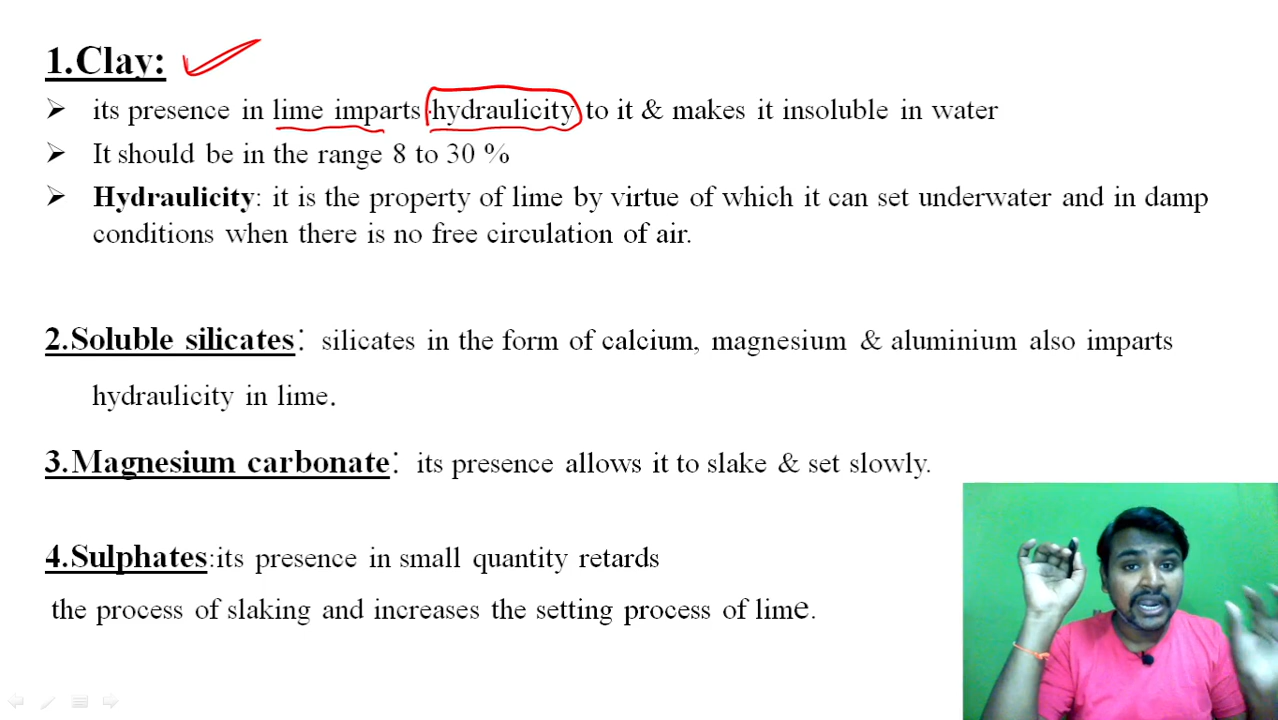 1.Clay:
➢ its presence in lime imparts hydraulicity to it & makes it insoluble in water
➢ It should be in the range 8 to 30 %
➢ Hydraulicity: it is the property of lime by virtue of which it can set underwater and in damp
conditions when there is no free circulation of air.
2.Soluble silicates: silicates in the form of calcium, magnesium & aluminium also imparts
hydraulicity in lime.
3.Magnesium carbonate: its presence allows it to slake & set slowly.
4.Sulphates:its presence in small quantity retards
the process of slaking and increases the setting process of lime.